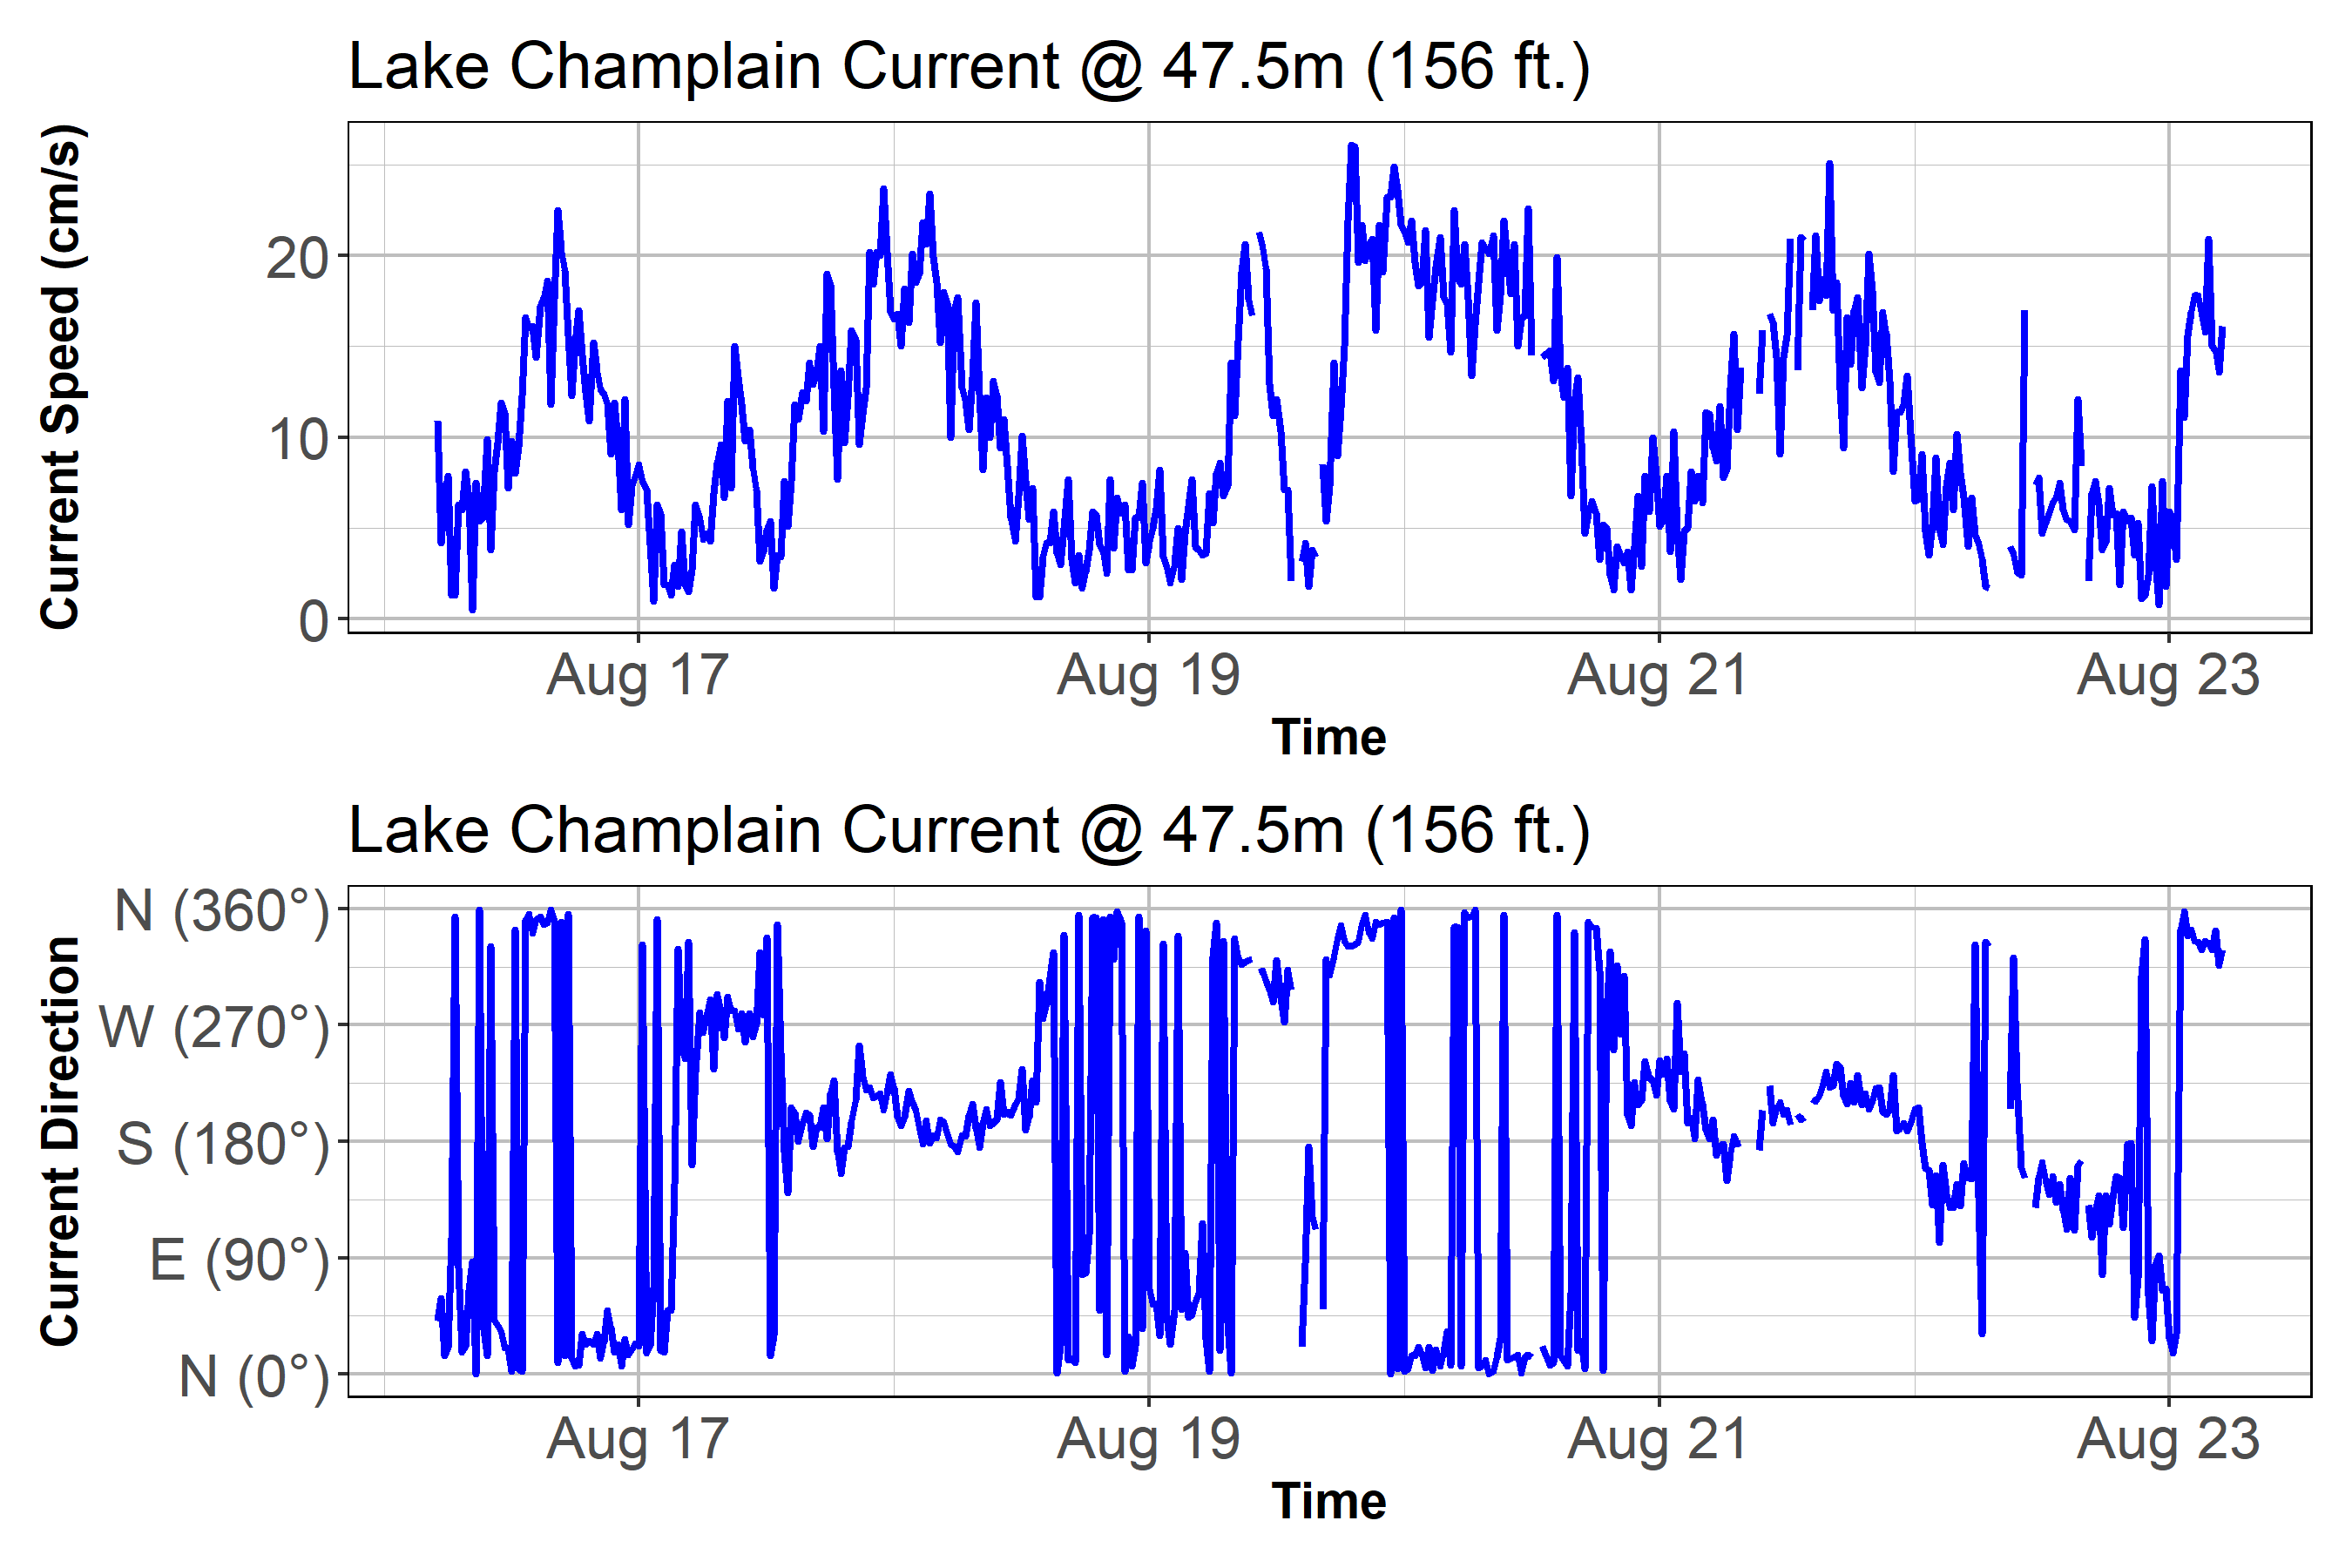 Lake Champlain Current @ 47.5m (156 ft.)
Current Speed (cm/s)
20
10
0
Aug 17
Aug 19
Aug 21
Aug 23
Time
Lake Champlain Current @ 47.5m (156 ft.)
Current Direction
N (360°)
W (270°)
S (180°)
E (90°)
N (0°)
Aug 17
Aug 19
Aug 21
Aug 23
Time